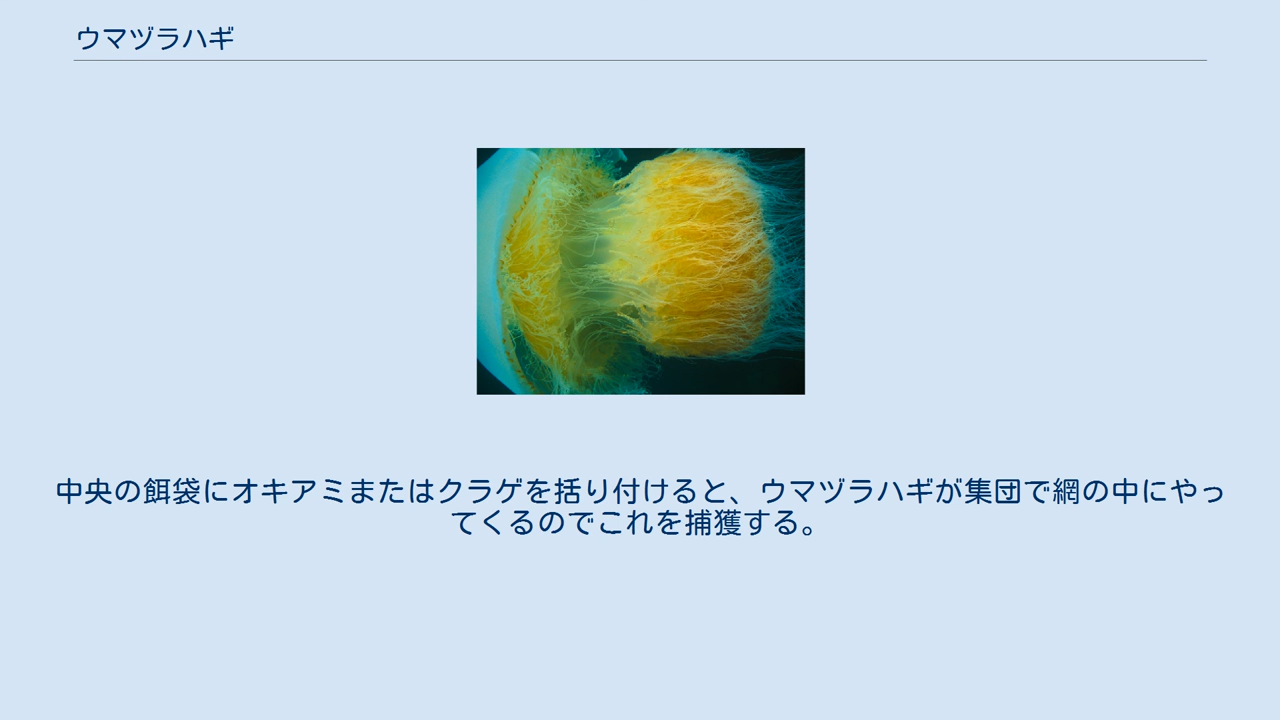 ウマヅラハギ
中央の餌袋にオキアミまたはクラゲを括り付けると、ウマヅラハギが集団で網の中にやっ
てくるのでこれを捕獲する。